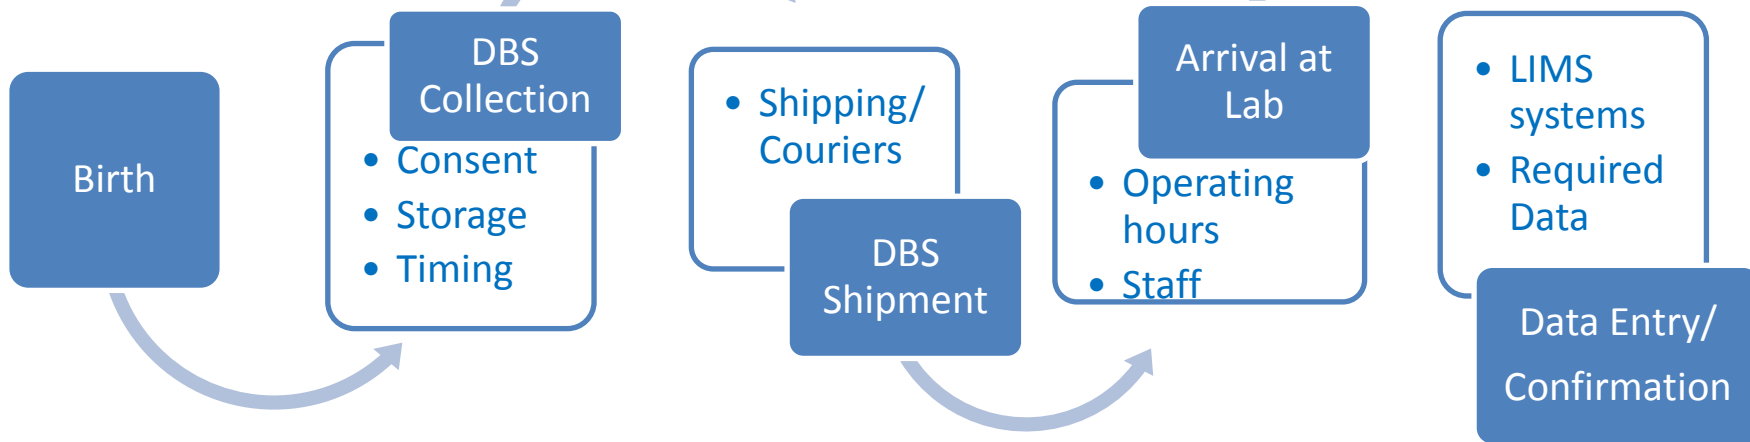 Birth
DBS
Collection
• Consent
• Storage
• Timing
• Shipping/
Couriers
DBS
Shipment
Arrival at
Lab
• Operating
hours
• Staff
• LIMS
systems
• Required
Data
Data Entry/
Confirmation